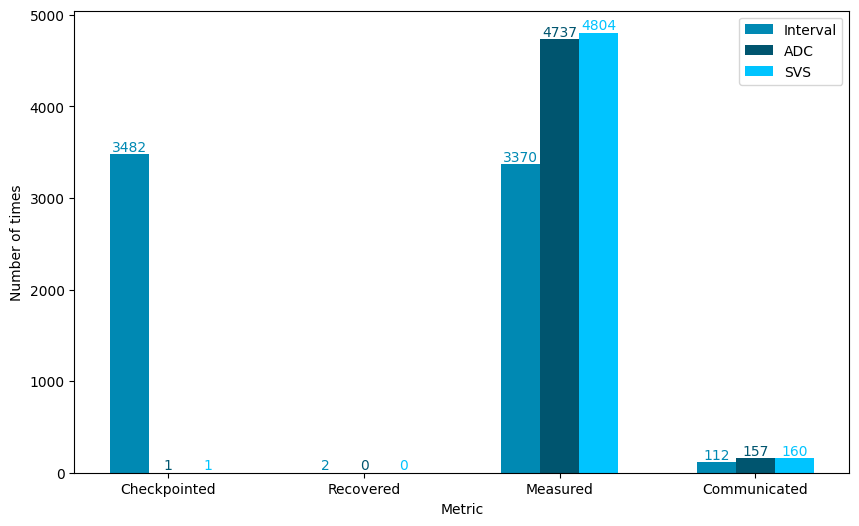 5000
4000
3000
2000
1000
0
Number of times
3482
1
1
2
0
0
3370
4737
4804
112
157
160
Interval
ADC
SVS
Checkpointed
Recovered
Measured
Communicated
Metric